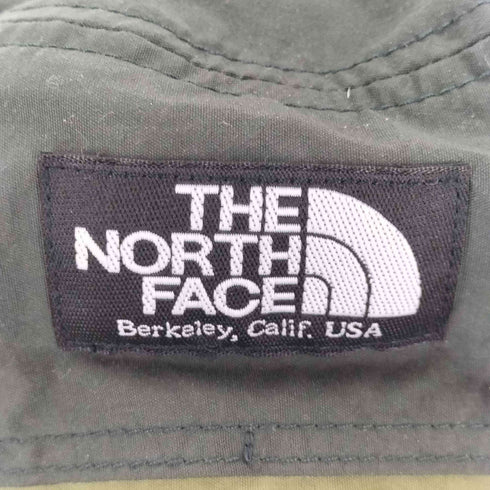 THE
NORTH
FACE
Berkeley, Calif. USA